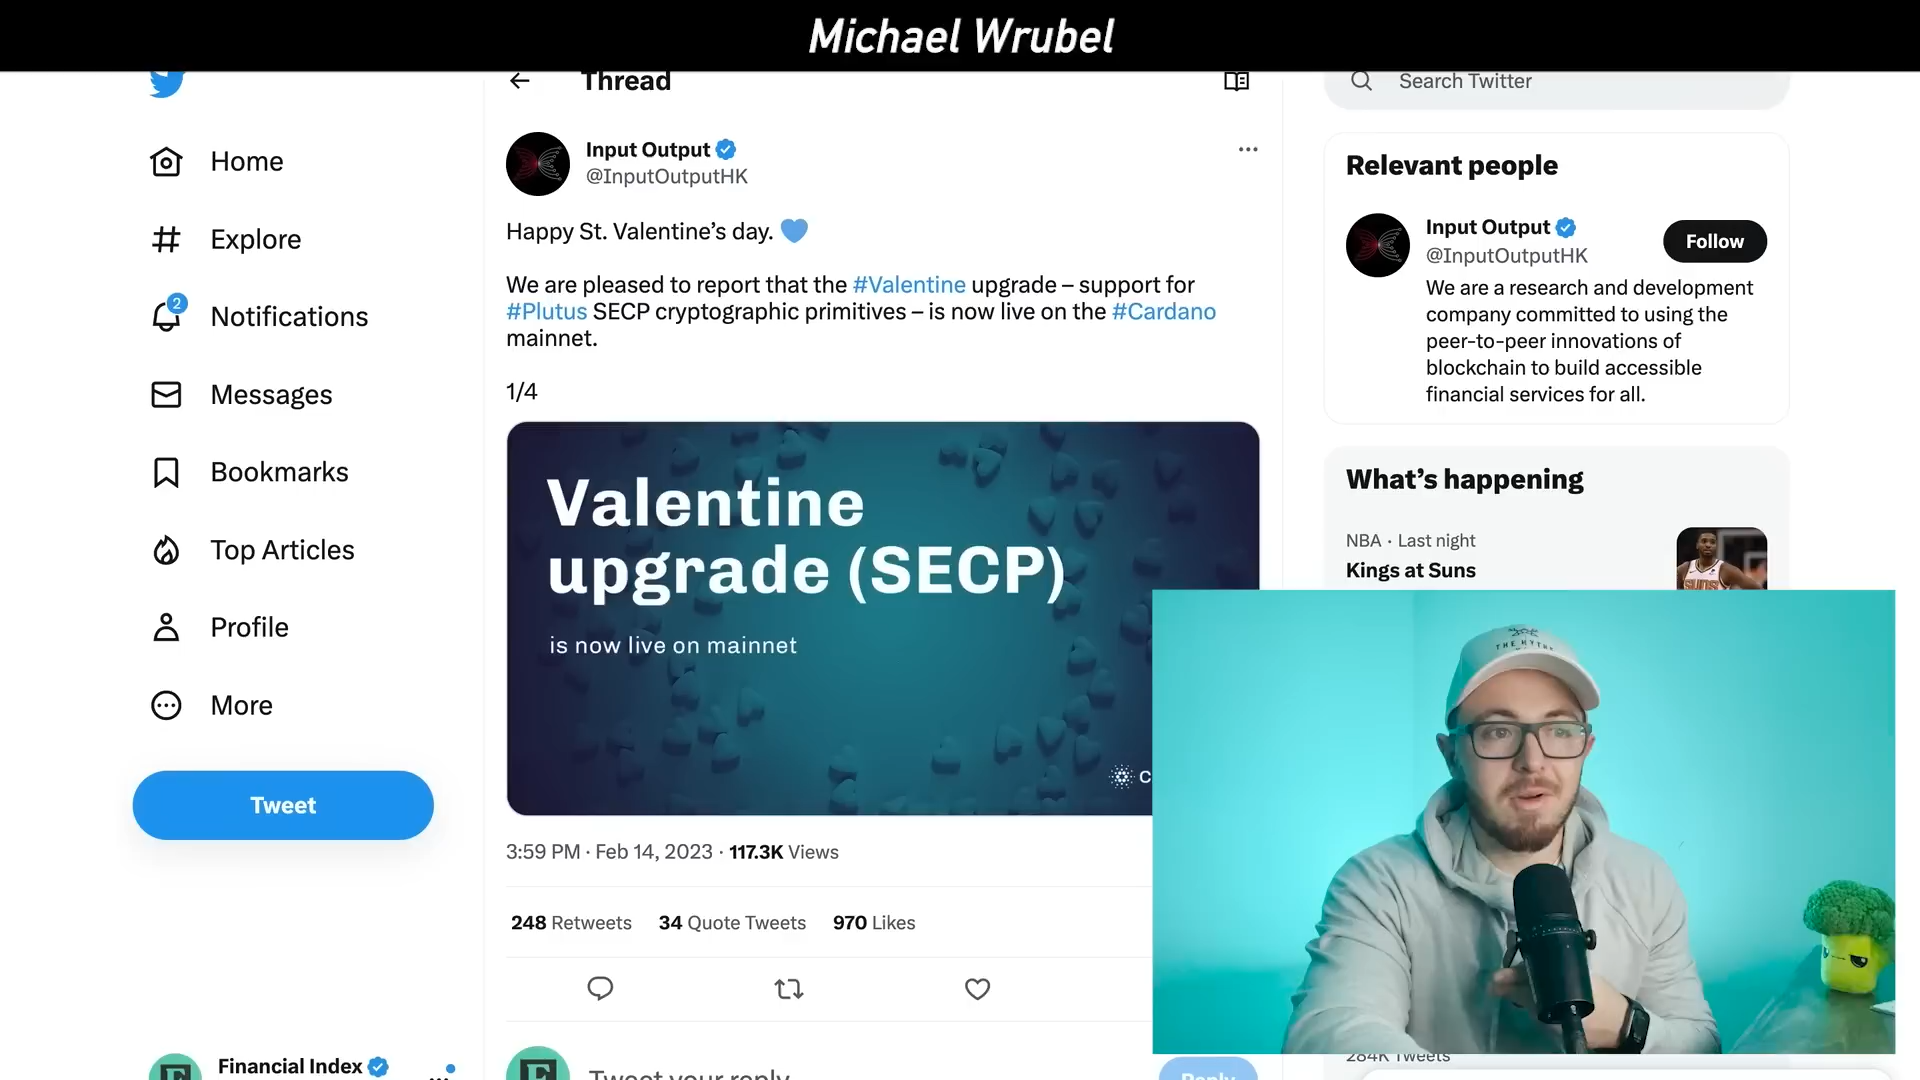 Michael Wrubel
Thread
Search Twitter
Home
Explore
2
Notifications
Messages
Bookmarks
Top Articles
Profile
More
Tweet
Financial Index
Input Output
@InputOutputHK
Happy St. Valentine’s day. 💙
We are pleased to report that the #Valentine upgrade – support for
#Plutus SECP cryptographic primitives – is now live on the #Cardano
mainnet.
1/4
Valentine
upgrade (SECP)
is now live on mainnet
C
3:59 PM · Feb 14, 2023 · 117.3K Views
248 Retweets 34 Quote Tweets 970 Likes
Tweet your reply
Reply
Relevant people
Input Output
@InputOutputHK
Follow
We are a research and development
company committed to using the
peer-to-peer innovations of
blockchain to build accessible
financial services for all.
What’s happening
NBA · Last night
Kings at Suns
SUNS
THE MYTH
284K Tweets